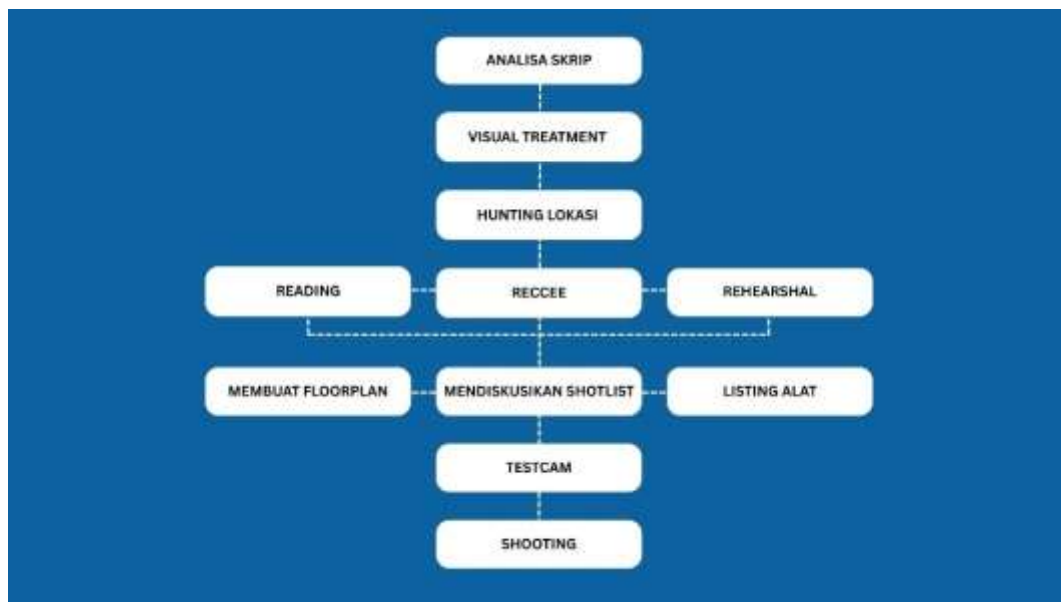 ANALISA SKRIP
VISUAL TREATMENT
HUNTING LOKASI
READING
RECCEE
REHEARSHAL
MEMBUAT FLOORPLAN
MENDISKUSIKAN SHOTLIST
LISTING ALAT
TESTCAM
SHOOTING